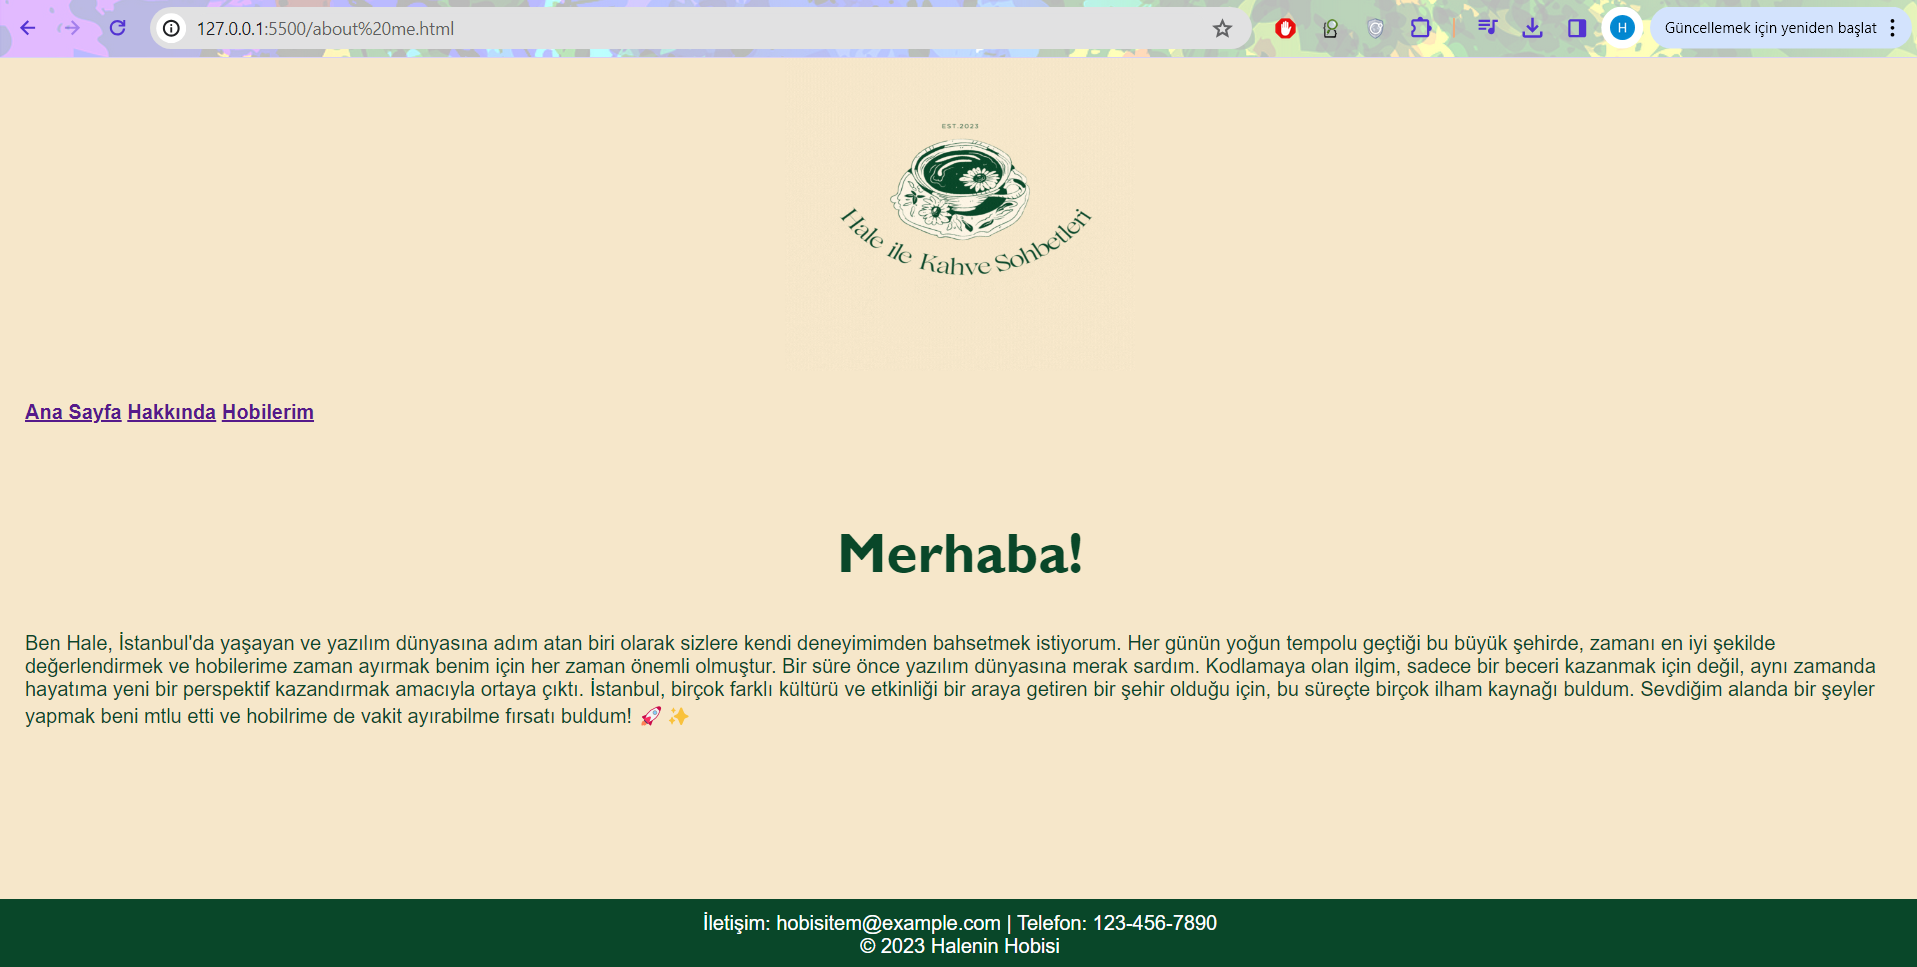 127.0.0.1:5500/about%20me.html
H
Güncellemek için yeniden başlat
EST.2023
Hale ile Kahve Sohbetleri
Ana Sayfa Hakkında Hobilerim
Merhaba!
Ben Hale, İstanbul'da yaşayan ve yazılım dünyasına adım atan biri olarak sizlere kendi deneyimimden bahsetmek istiyorum. Her günün yoğun tempolu geçtiği bu büyük şehirde, zamanı en iyi şekilde
değerlendirmek ve hobilerime zaman ayırmak benim için her zaman önemli olmuştur. Bir süre önce yazılım dünyasına merak sardım. Kodlamaya olan ilgim, sadece bir beceri kazanmak için değil, aynı zamanda
hayatıma yeni bir perspektif kazandırmak amacıyla ortaya çıktı. İstanbul, birçok farklı kültürü ve etkinliği bir araya getiren bir şehir olduğu için, bu süreçte birçok ilham kaynağı buldum. Sevdiğim alanda bir şeyler
yapmak beni mtlu etti ve hobilrime de vakit ayırabilme fırsatı buldum! 🚀 ✨
İletişim: hobisitem@example.com | Telefon: 123-456-7890
© 2023 Halenin Hobisi